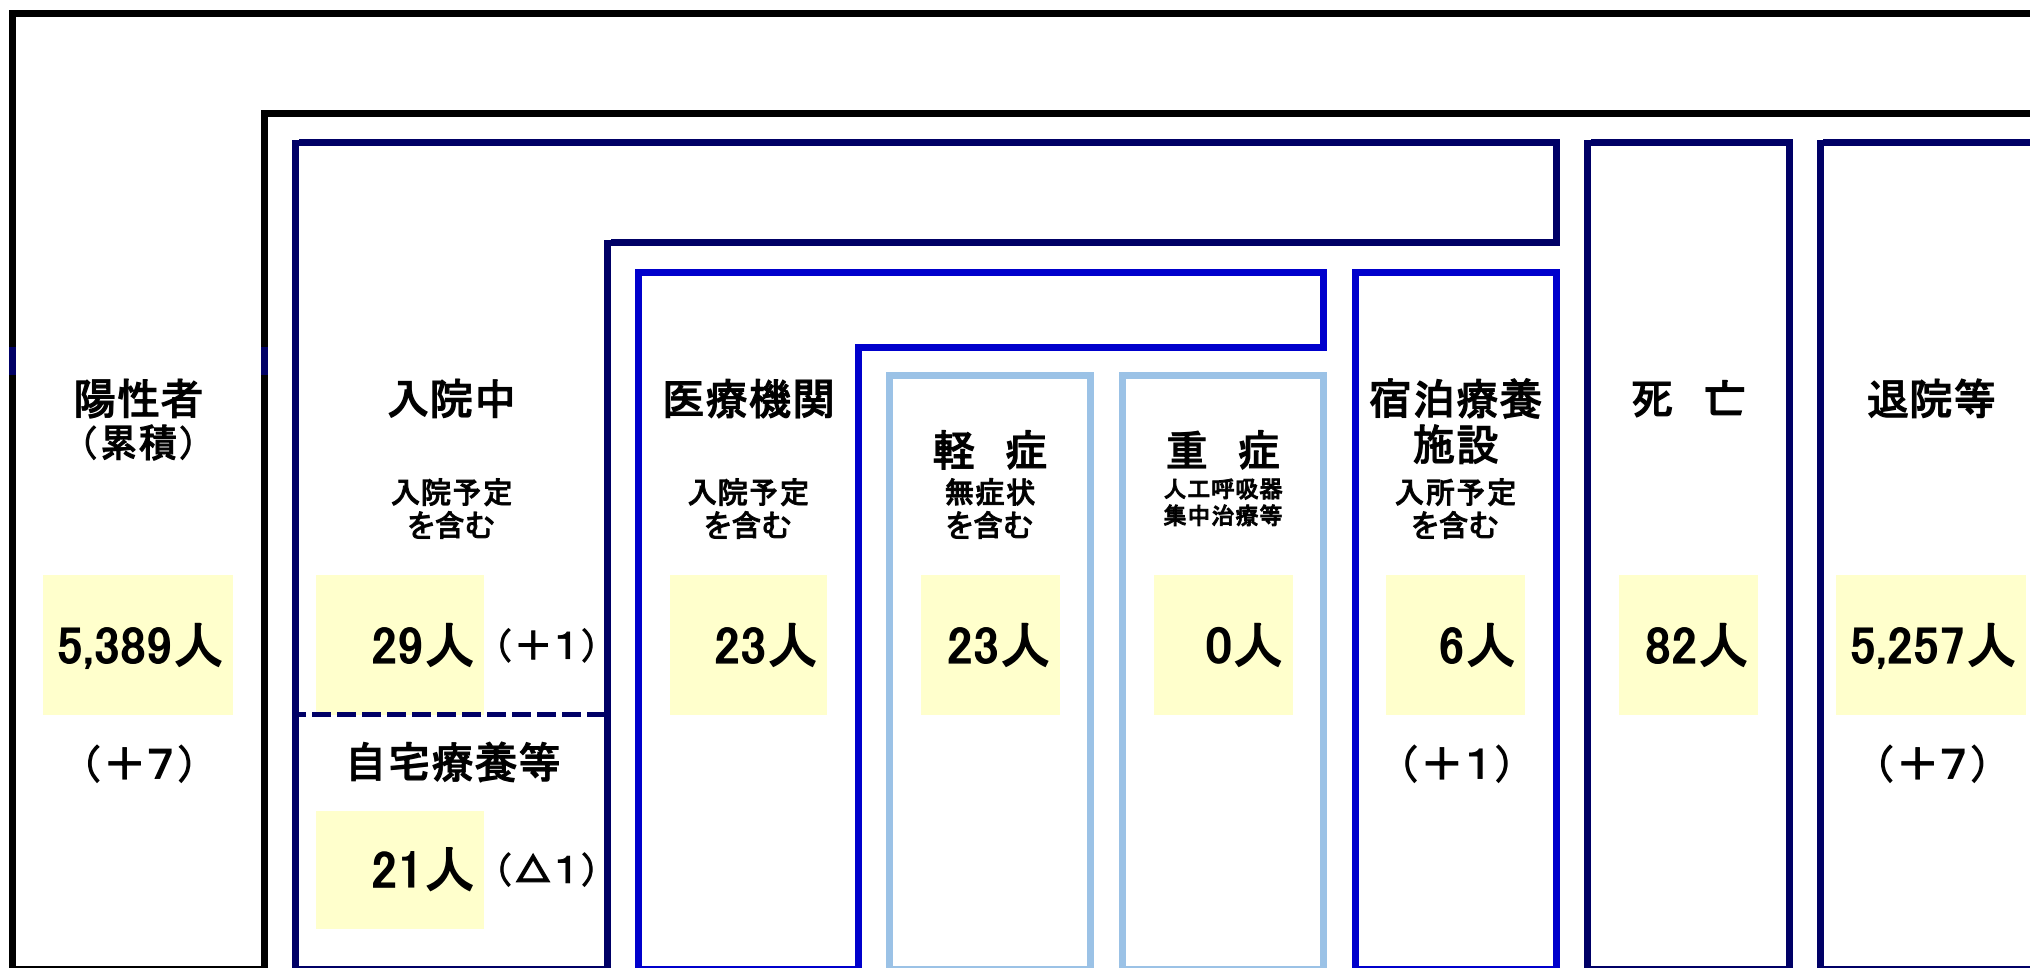 陽性者
（累積）
5,389人
（＋7）
入院中
入院予定
を含む
29人（＋1）
自宅療養等
21人（△1）
医療機関
入院予定
を含む
23人
軽　症
無症状
を含む
23人
重　症
人工呼吸器
集中治療等
0人
宿泊療養
施設
入所予定
を含む
6人
（＋1）
死　亡
82人
退院等
5,257人
（＋7）